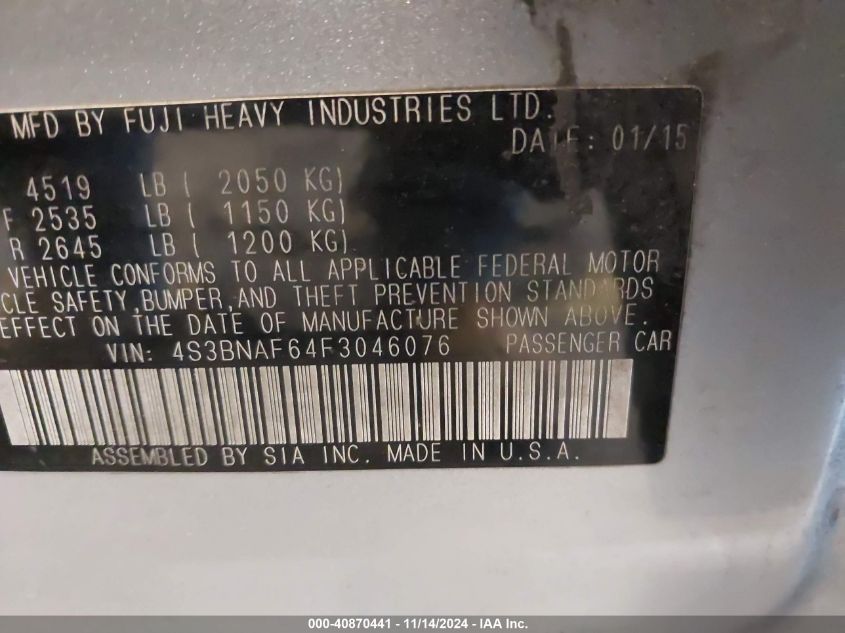 MFD BY FUJI HEAVY INDUSTRIES LTD.
DATE: 01/15
4519 LB ( 2050 KG)
F 2535 LB ( 1150 KG)
R 2645 LB ( 1200 KG)
VEHICLE CONFORMS TO ALL APPLICABLE FEDERAL MOTOR
CLE SAFETY,BUMPER,AND THEFT PREVENTION STANDARDS
EFFECT ON THE DATE OF MANUFACTURE SHOWN ABOVE.
VIN: 4S3BNAF64F3046076 PASSENGER CAR
ASSEMBLED BY SIA INC. MADE IN U.S.A.
000-40870441 - 11/14/2024 - IAA Inc.